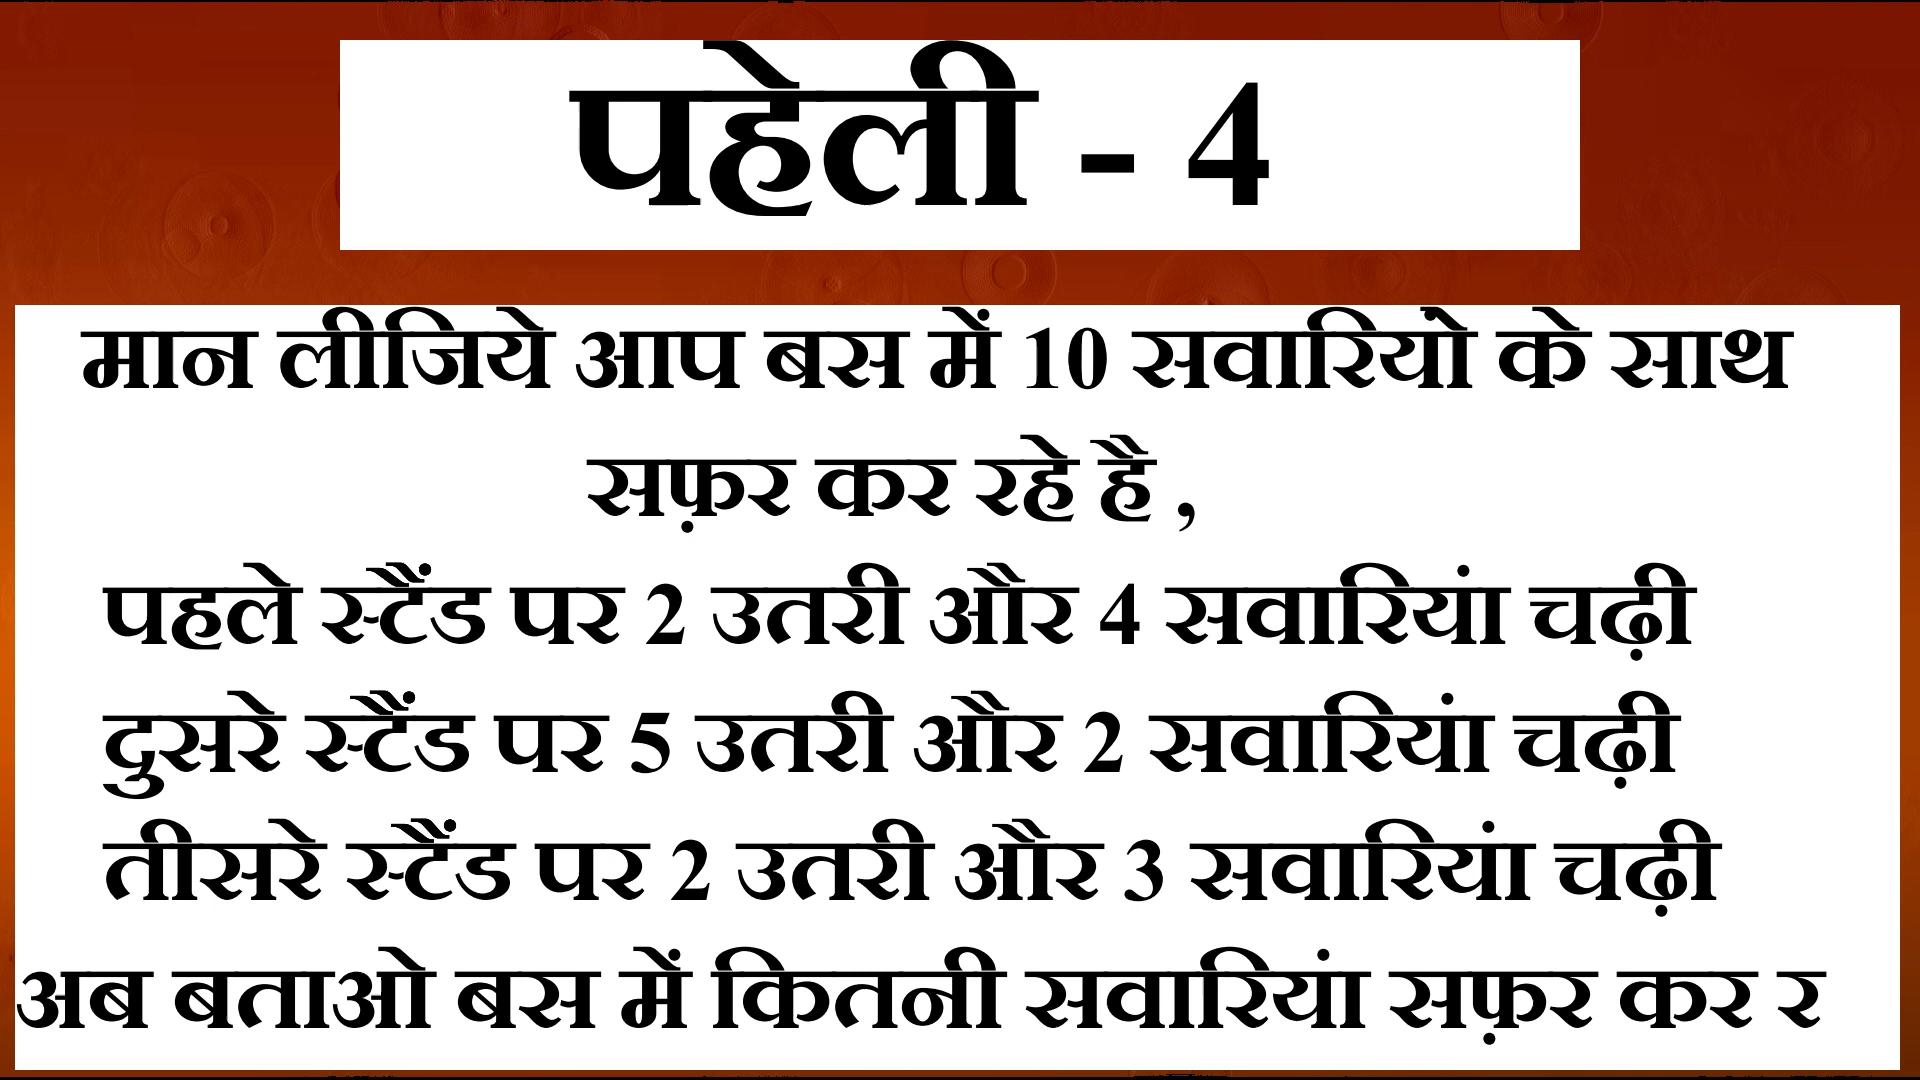 पहेली - 4
मान लीजिये आप बस में 10 सवारियों के साथ
सफ़र कर रहे है ,
पहले स्टैंड पर 2 उतरी और 4 सवारियां चढ़ी
दुसरे स्टैंड पर 5 उतरी और 2 सवारियां चढ़ी
तीसरे स्टैंड पर 2 उतरी और 3 सवारियां चढ़ी
अब बताओ बस में कितनी सवारियां सफ़र कर र